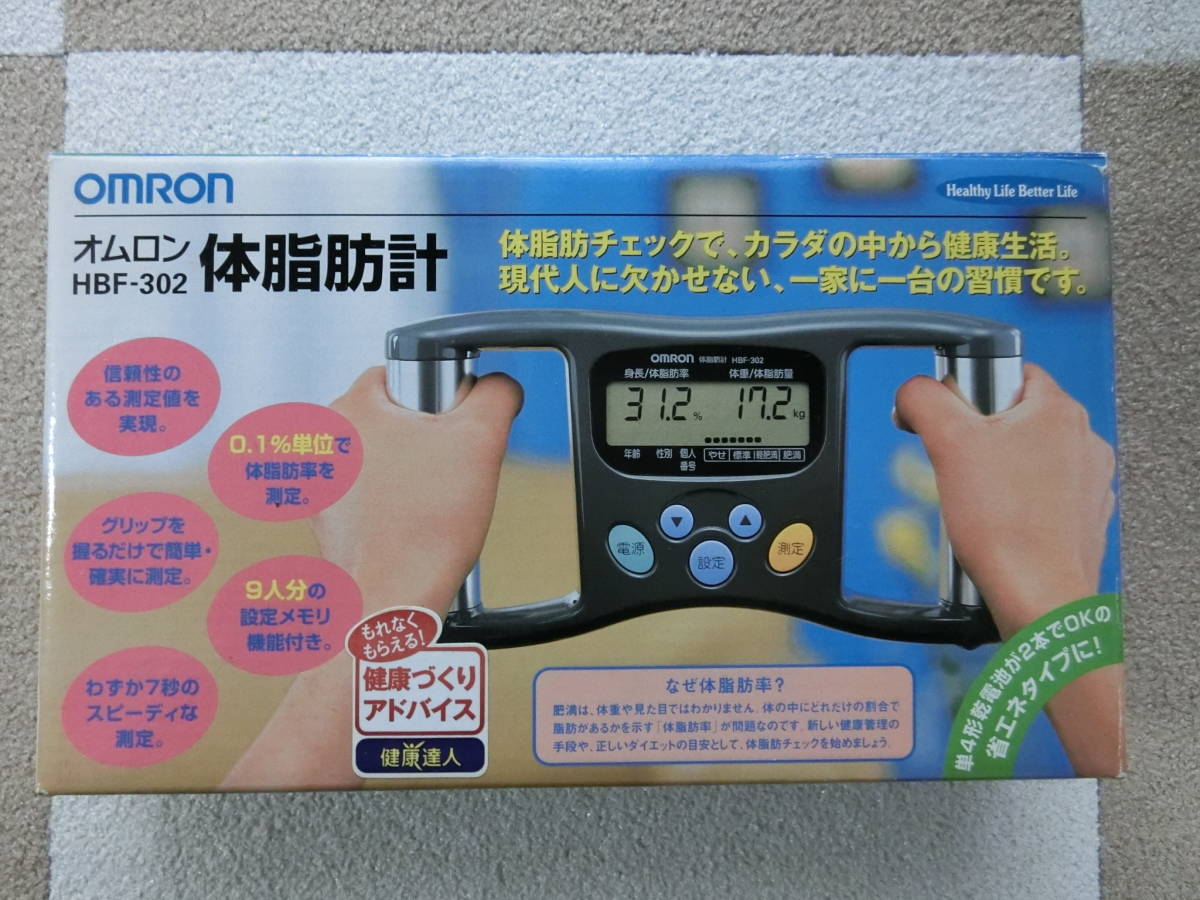 OMRON
Healthy Life Better Life
オムロン
HBF-302
体脂肪計
体脂肪チェックで、カラダの中から健康生活。
現代人に欠かせない、一家に一台の習慣です。
信頼性の
ある測定値を
実現。
0.1%単位で
体脂肪率を
測定。
グリップを
握るだけで簡単・
確実に測定。
9人分の
設定メモリ
機能付き。
わずか7秒の
スピーディな
測定。
OMRON 体脂肪計 HBF-302
身長/体脂肪率 体重/体脂肪量
31.2 % 17.2 kg
年齢 性別 個人番号 やせ 標準 軽肥満 肥満
▼ ▲
電源 設定 測定
もれなく
もらえる!
健康づくり
アドバイス
健康達人
なぜ体脂肪率?
肥満は、体重や見た目ではわかりません。体の中にどれだけの割合で
脂肪があるかを示す「体脂肪率」が問題なのです。新しい健康管理の
手段や、正しいダイエットの目安として、体脂肪チェックを始めましょう。
単4形乾電池が2本でOKの
省エネタイプに!